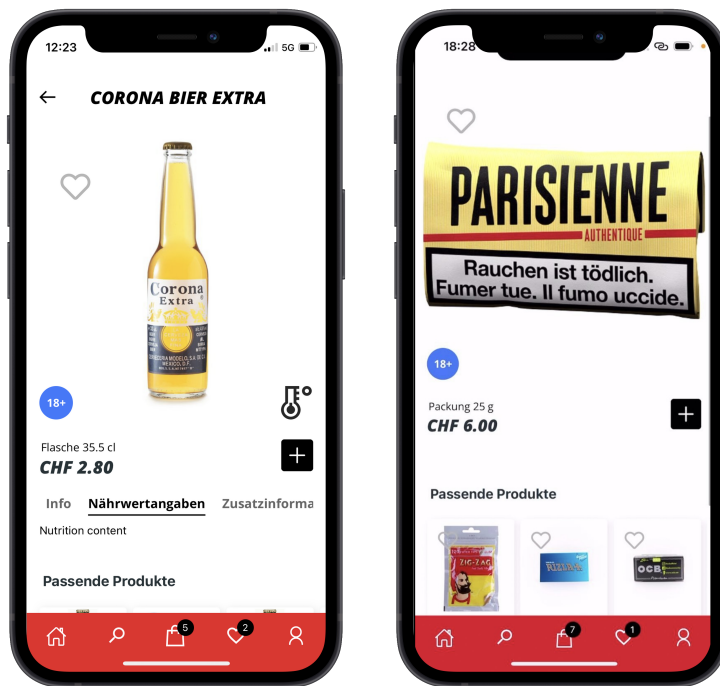 12:23
5G
CORONA BIER EXTRA
Corona
Extra
18+
Flasche 35.5 cl
CHF 2.80
Info Nährwertangaben Zusatzinforma
Nutrition content
Passende Produkte
5
2
18:28
PARISIENNE
AUTHENTIQUE
Rauchen ist tödlich.
Fumer tue. Il fumo uccide.
18+
Packung 25 g
CHF 6.00
Passende Produkte
ZIG-ZAG
RIZLA+
OCB
7
1